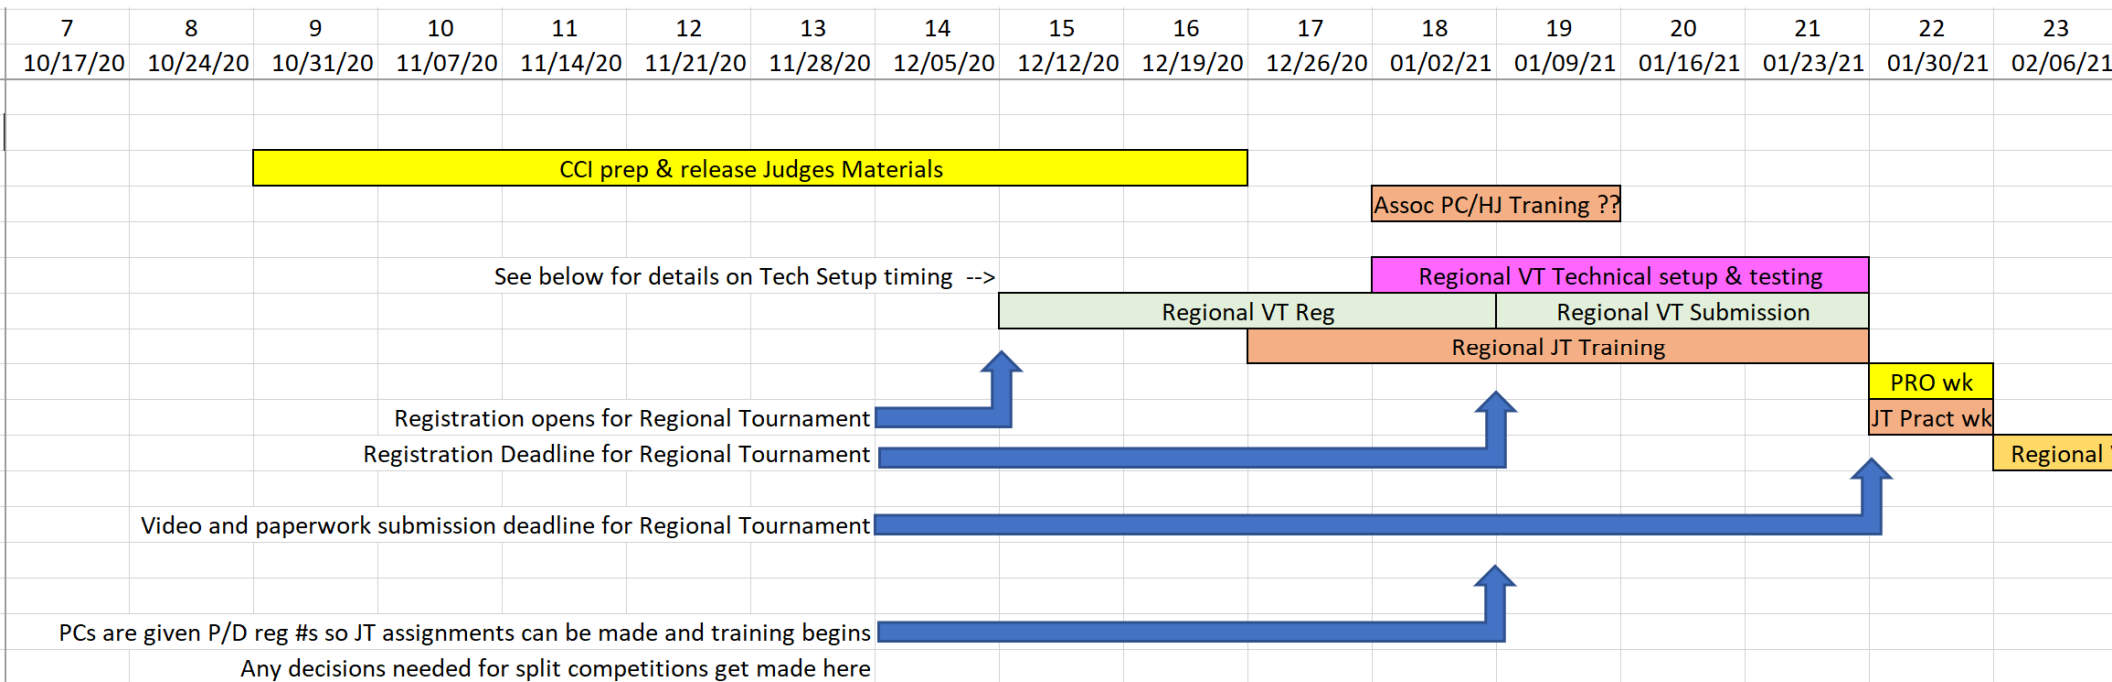 7 8 9 10 11 12 13 14 15 16 17 18 19 20 21 22 23
10/17/20 10/24/20 10/31/20 11/07/20 11/14/20 11/21/20 11/28/20 12/05/20 12/12/20 12/19/20 12/26/20 01/02/21 01/09/21 01/16/21 01/23/21 01/30/21 02/06/21
CCI prep & release Judges Materials
Assoc PC/HJ Traning ??
See below for details on Tech Setup timing --> Regional VT Technical setup & testing
Regional VT Reg Regional VT Submission
Regional JT Training
PRO wk
Registration opens for Regional Tournament JT Pract wk
Registration Deadline for Regional Tournament Regional
Video and paperwork submission deadline for Regional Tournament
PCs are given P/D reg #s so JT assignments can be made and training begins
Any decisions needed for split competitions get made here